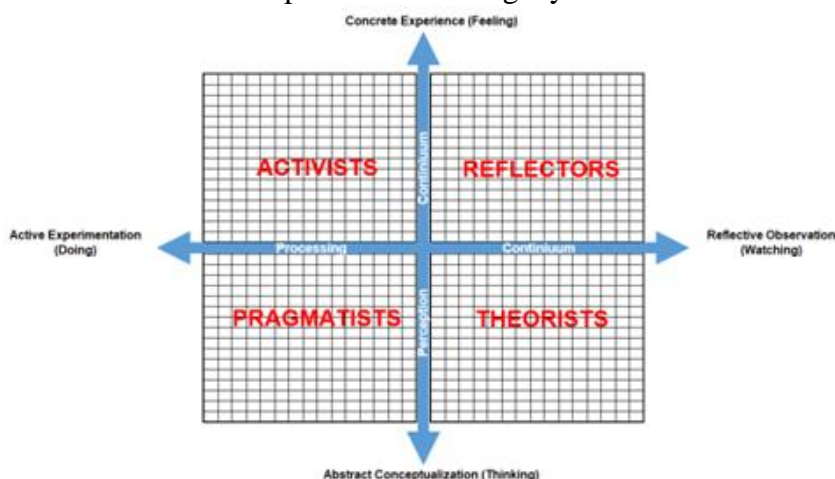 Concrete Experience (Feeling)
Continiuum
ACTIVISTS
REFLECTORS
Active Experimentation
(Doing)
Processing
Continiuum
Reflective Observation
(Watching)
PRAGMATISTS
Perception
THEORISTS
Abstract Conceptualization (Thinking)